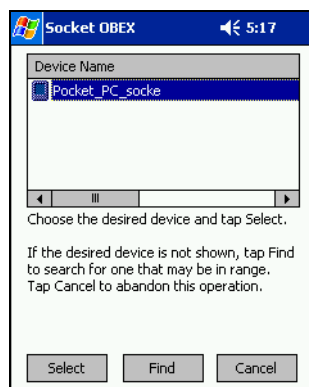 Socket OBEX 5:17
Device Name
Pocket_PC_socke
Choose the desired device and tap Select.
If the desired device is not shown, tap Find
to search for one that may be in range.
Tap Cancel to abandon this operation.
Select Find Cancel